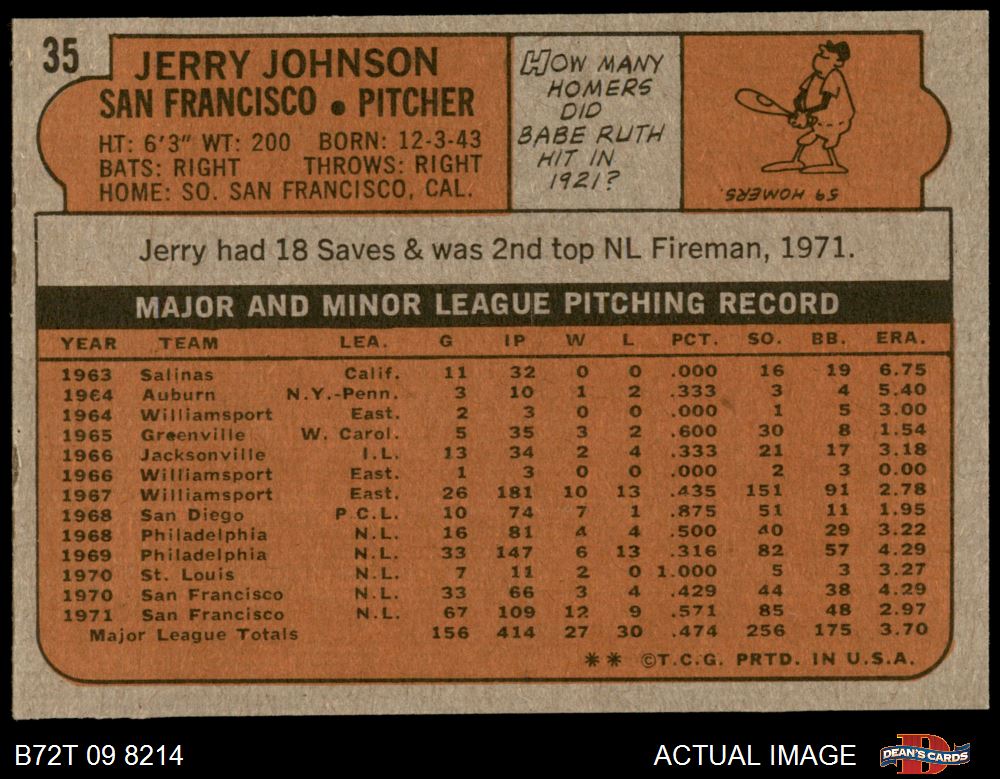 35
JERRY JOHNSON
SAN FRANCISCO • PITCHER
HT: 6'3" WT: 200 BORN: 12-3-43
BATS: RIGHT THROWS: RIGHT
HOME: SO. SAN FRANCISCO, CAL.
HOW MANY
HOMERS
DID
BABE RUTH
HIT IN
1921?
59 HOMERS.
Jerry had 18 Saves & was 2nd top NL Fireman, 1971.
MAJOR AND MINOR LEAGUE PITCHING RECORD
YEAR TEAM LEA. G IP W L PCT. SO. BB. ERA.
1963 Salinas Calif. 11 32 0 0 .000 16 19 6.75
1964 Auburn N.Y.-Penn. 3 10 1 2 .333 3 4 5.40
1964 Williamsport East. 2 3 0 0 .000 1 5 3.00
1965 Greenville W. Carol. 5 35 3 2 .600 30 8 1.54
1966 Jacksonville I.L. 13 34 2 4 .333 21 17 3.18
1966 Williamsport East. 1 3 0 0 .000 2 3 0.00
1967 Williamsport East. 26 181 10 13 .435 151 91 2.78
1968 San Diego P.C.L. 10 74 7 1 .875 51 11 1.95
1968 Philadelphia N.L. 16 81 4 4 .500 40 29 3.22
1969 Philadelphia N.L. 33 147 6 13 .316 82 57 4.29
1970 St. Louis N.L. 7 11 2 0 1.000 5 3 3.27
1970 San Francisco N.L. 33 66 3 4 .429 44 38 4.29
1971 San Francisco N.L. 67 109 12 9 .571 85 48 2.97
Major League Totals 156 414 27 30 .474 256 175 3.70
** ©T.C.G. PRTD. IN U.S.A.
B72T 09 8214
ACTUAL IMAGE
DEAN'S CARDS